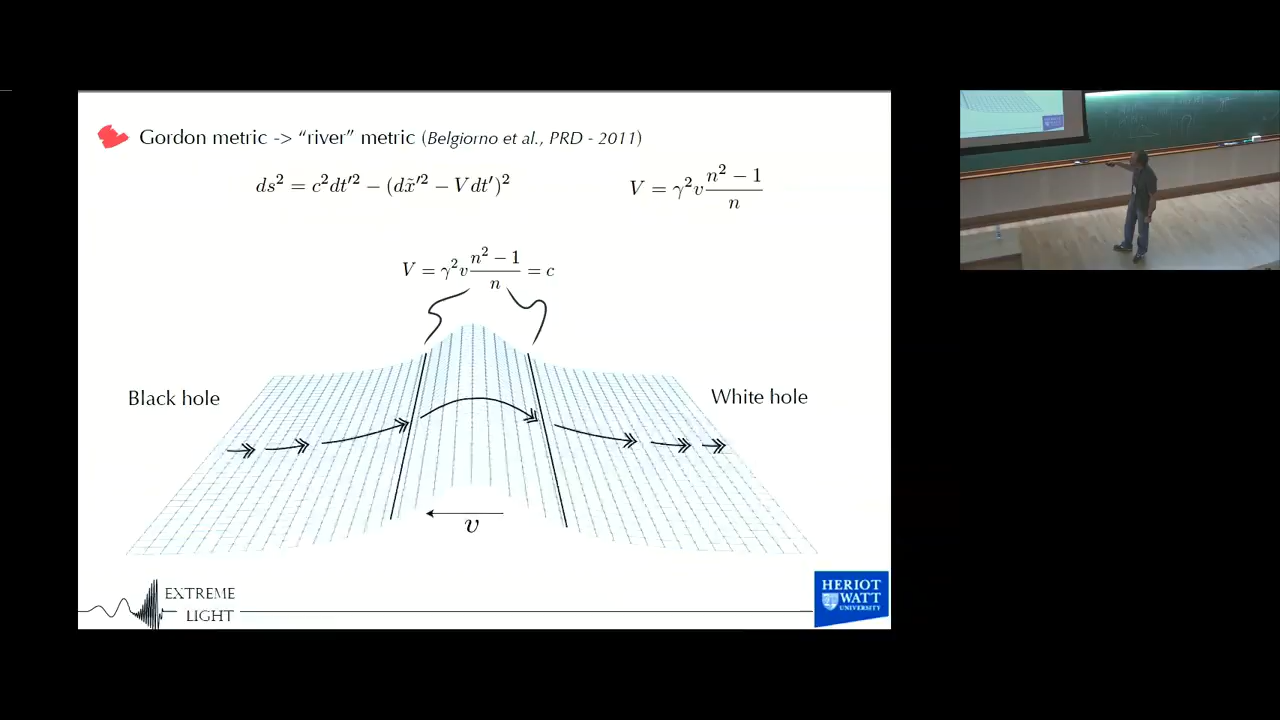 Gordon metric -> “river” metric (Belgiorno et al., PRD - 2011)
ds² = c²dt′² − (dx̃′² − Vdt′)²
V = γ²v (n² − 1)/n
V = γ²v (n² − 1)/n = c
Black hole
White hole
v
EXTREME
LIGHT
HERIOT
WATT
UNIVERSITY